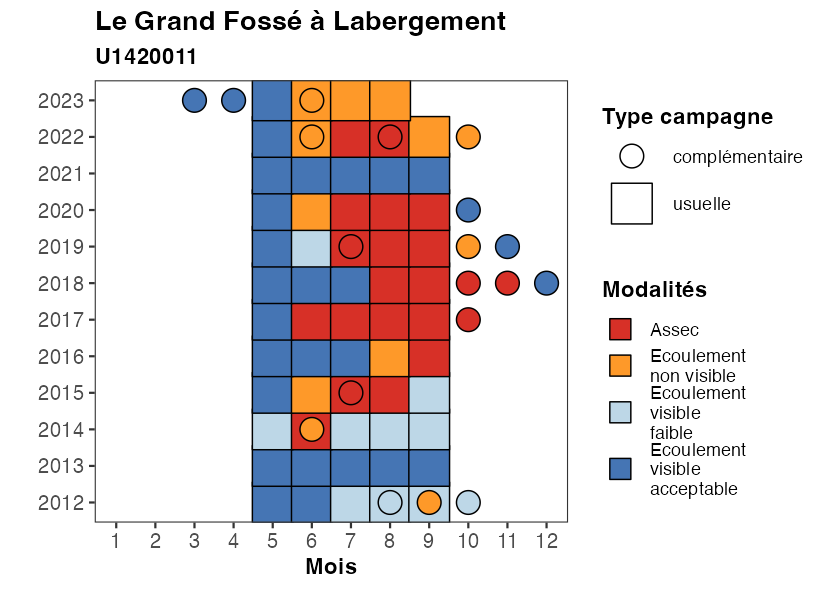 Le Grand Fossé à Labergement
U1420011
2023
2022
2021
2020
2019
2018
2017
2016
2015
2014
2013
2012
1 2 3 4 5 6 7 8 9 10 11 12
Mois
Type campagne
complémentaire
usuelle
Modalités
Assec
Ecoulement
non visible
Ecoulement
visible
faible
Ecoulement
visible
acceptable